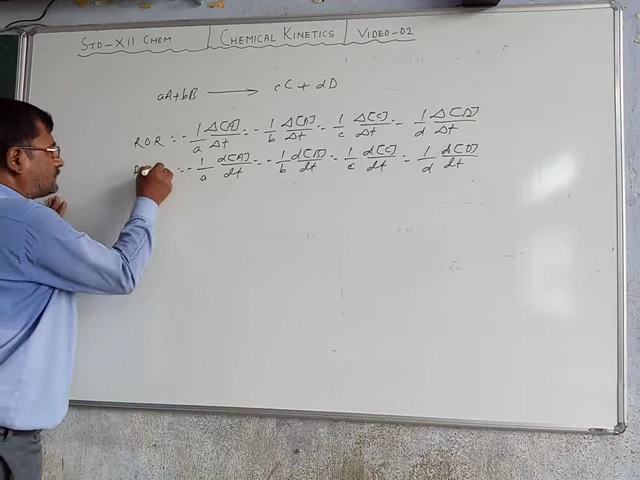 STD-XII CHEM | CHEMICAL KINETICS | VIDEO-02
aA+bB ⟶ cC + dD
ROR = -1/a Δ[A]/Δt = -1/b Δ[B]/Δt = 1/c Δ[C]/Δt = 1/d Δ[D]/Δt
= -1/a d[A]/dt = -1/b d[B]/dt = 1/c d[C]/dt = 1/d d[D]/dt